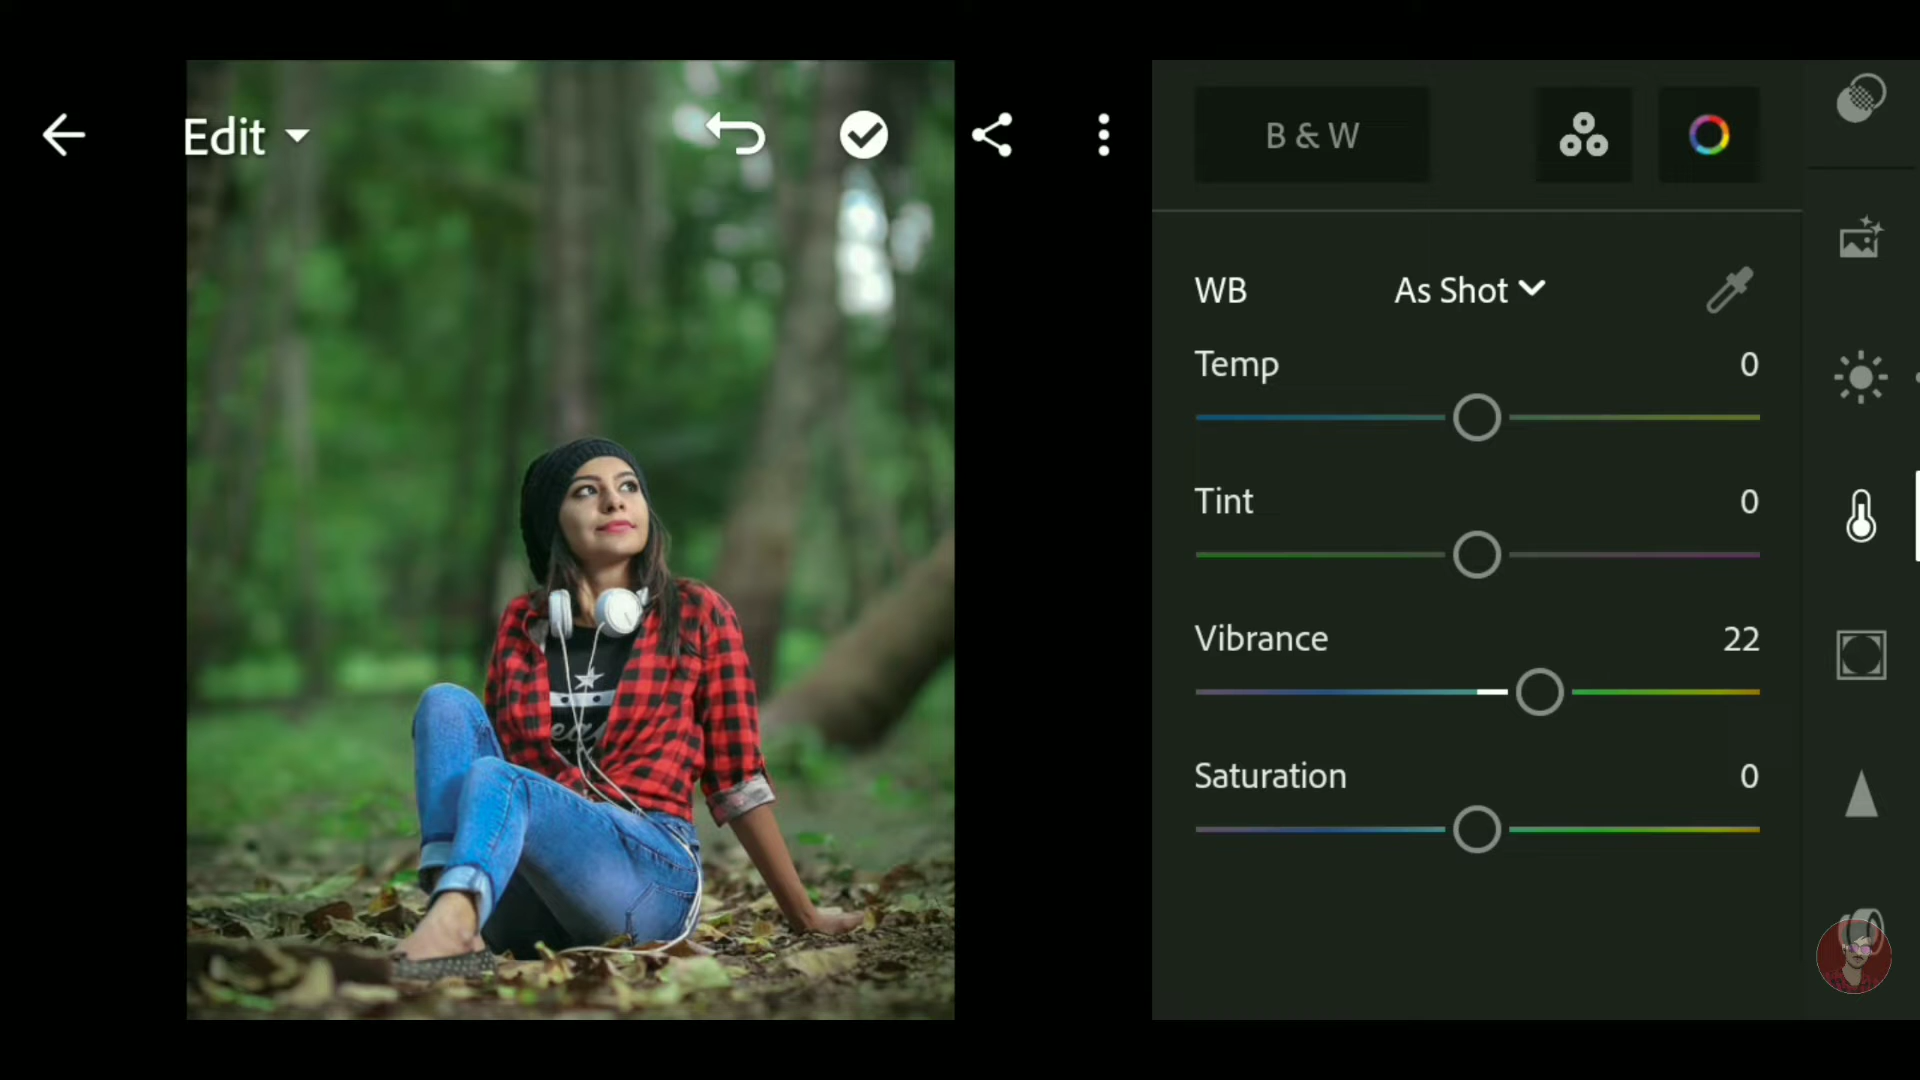 Edit
B & W
WB As Shot
Temp 0
Tint 0
Vibrance 22
Saturation 0